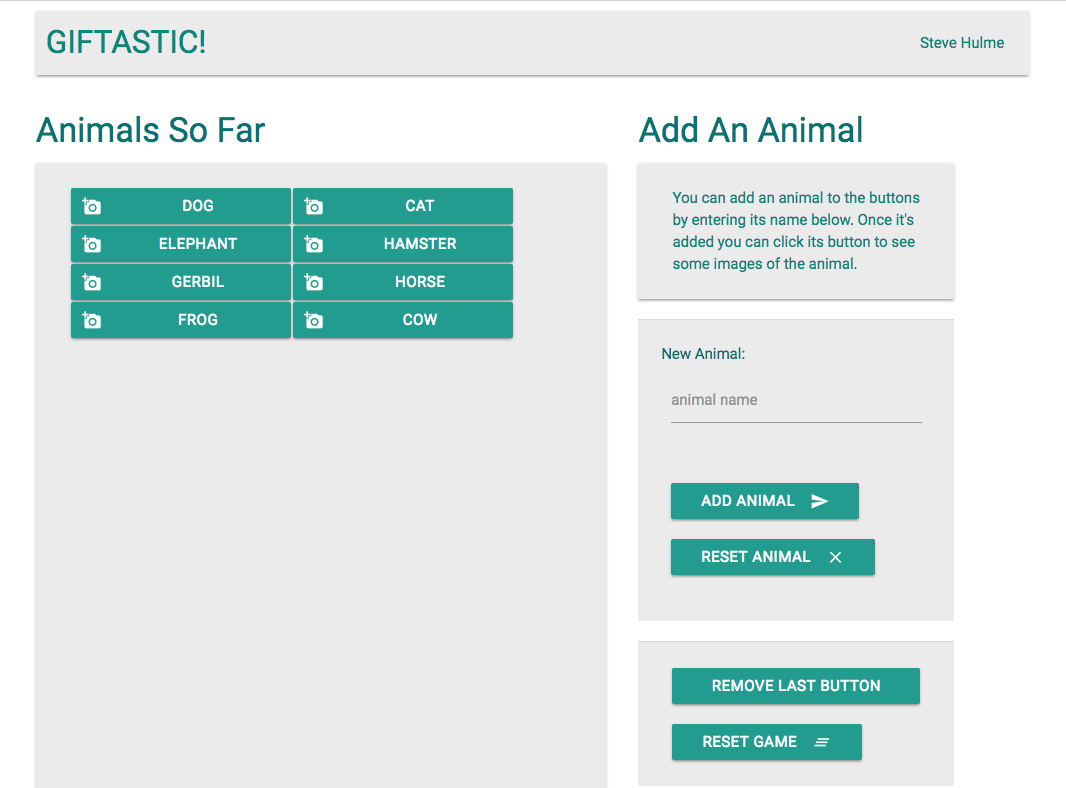 GIFTASTIC!
Steve Hulme
Animals So Far
DOG
CAT
ELEPHANT
HAMSTER
GERBIL
HORSE
FROG
COW
Add An Animal
You can add an animal to the buttons
by entering its name below. Once it's
added you can click its button to see
some images of the animal.
New Animal:
animal name
ADD ANIMAL
RESET ANIMAL
REMOVE LAST BUTTON
RESET GAME